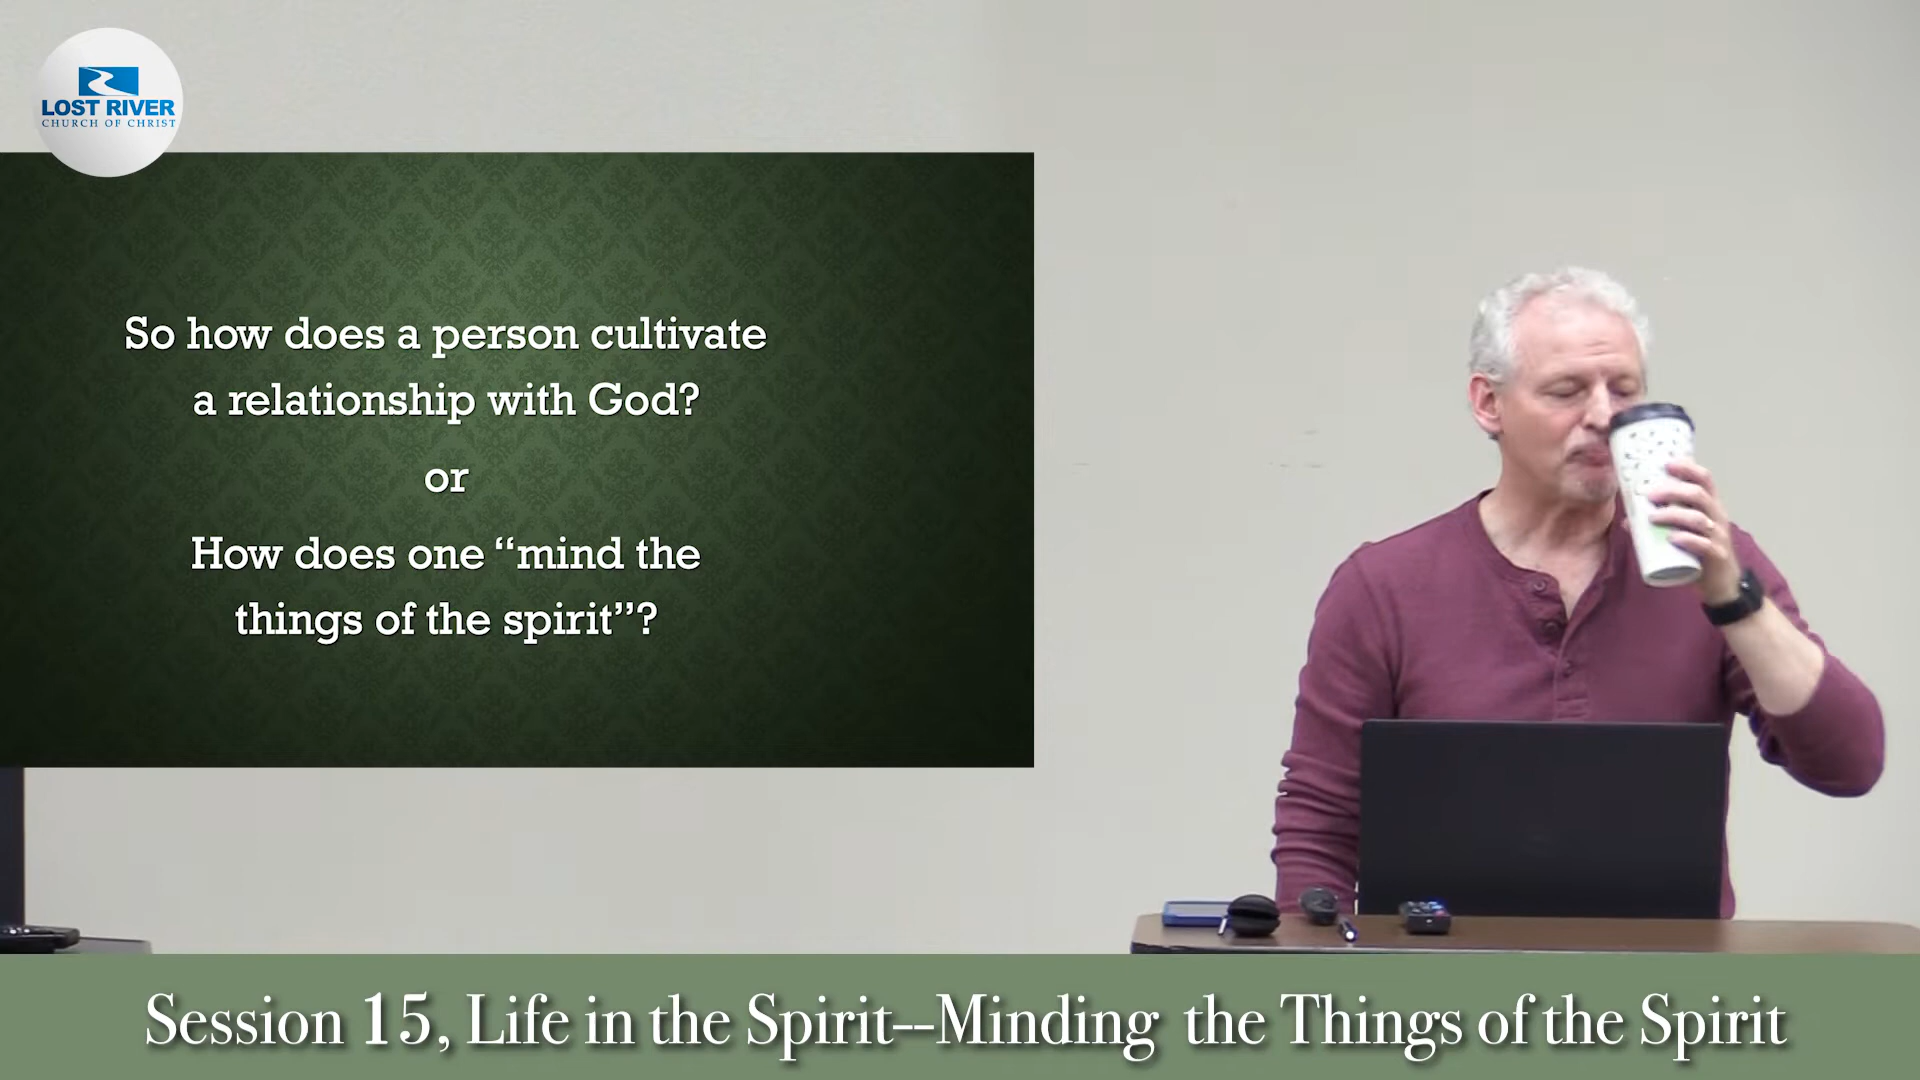 LOST RIVER
CHURCH OF CHRIST
So how does a person cultivate
a relationship with God?
or
How does one “mind the
things of the spirit”?
Session 15, Life in the Spirit--Minding the Things of the Spirit